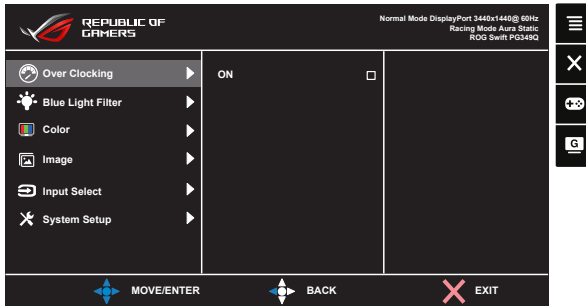 REPUBLIC OF
GAMERS
Normal Mode DisplayPort 3440x1440@ 60Hz
Racing Mode Aura Static
ROG Swift PG349Q
Over Clocking
ON
Blue Light Filter
Color
Image
Input Select
System Setup
MOVE/ENTER
BACK
EXIT
G